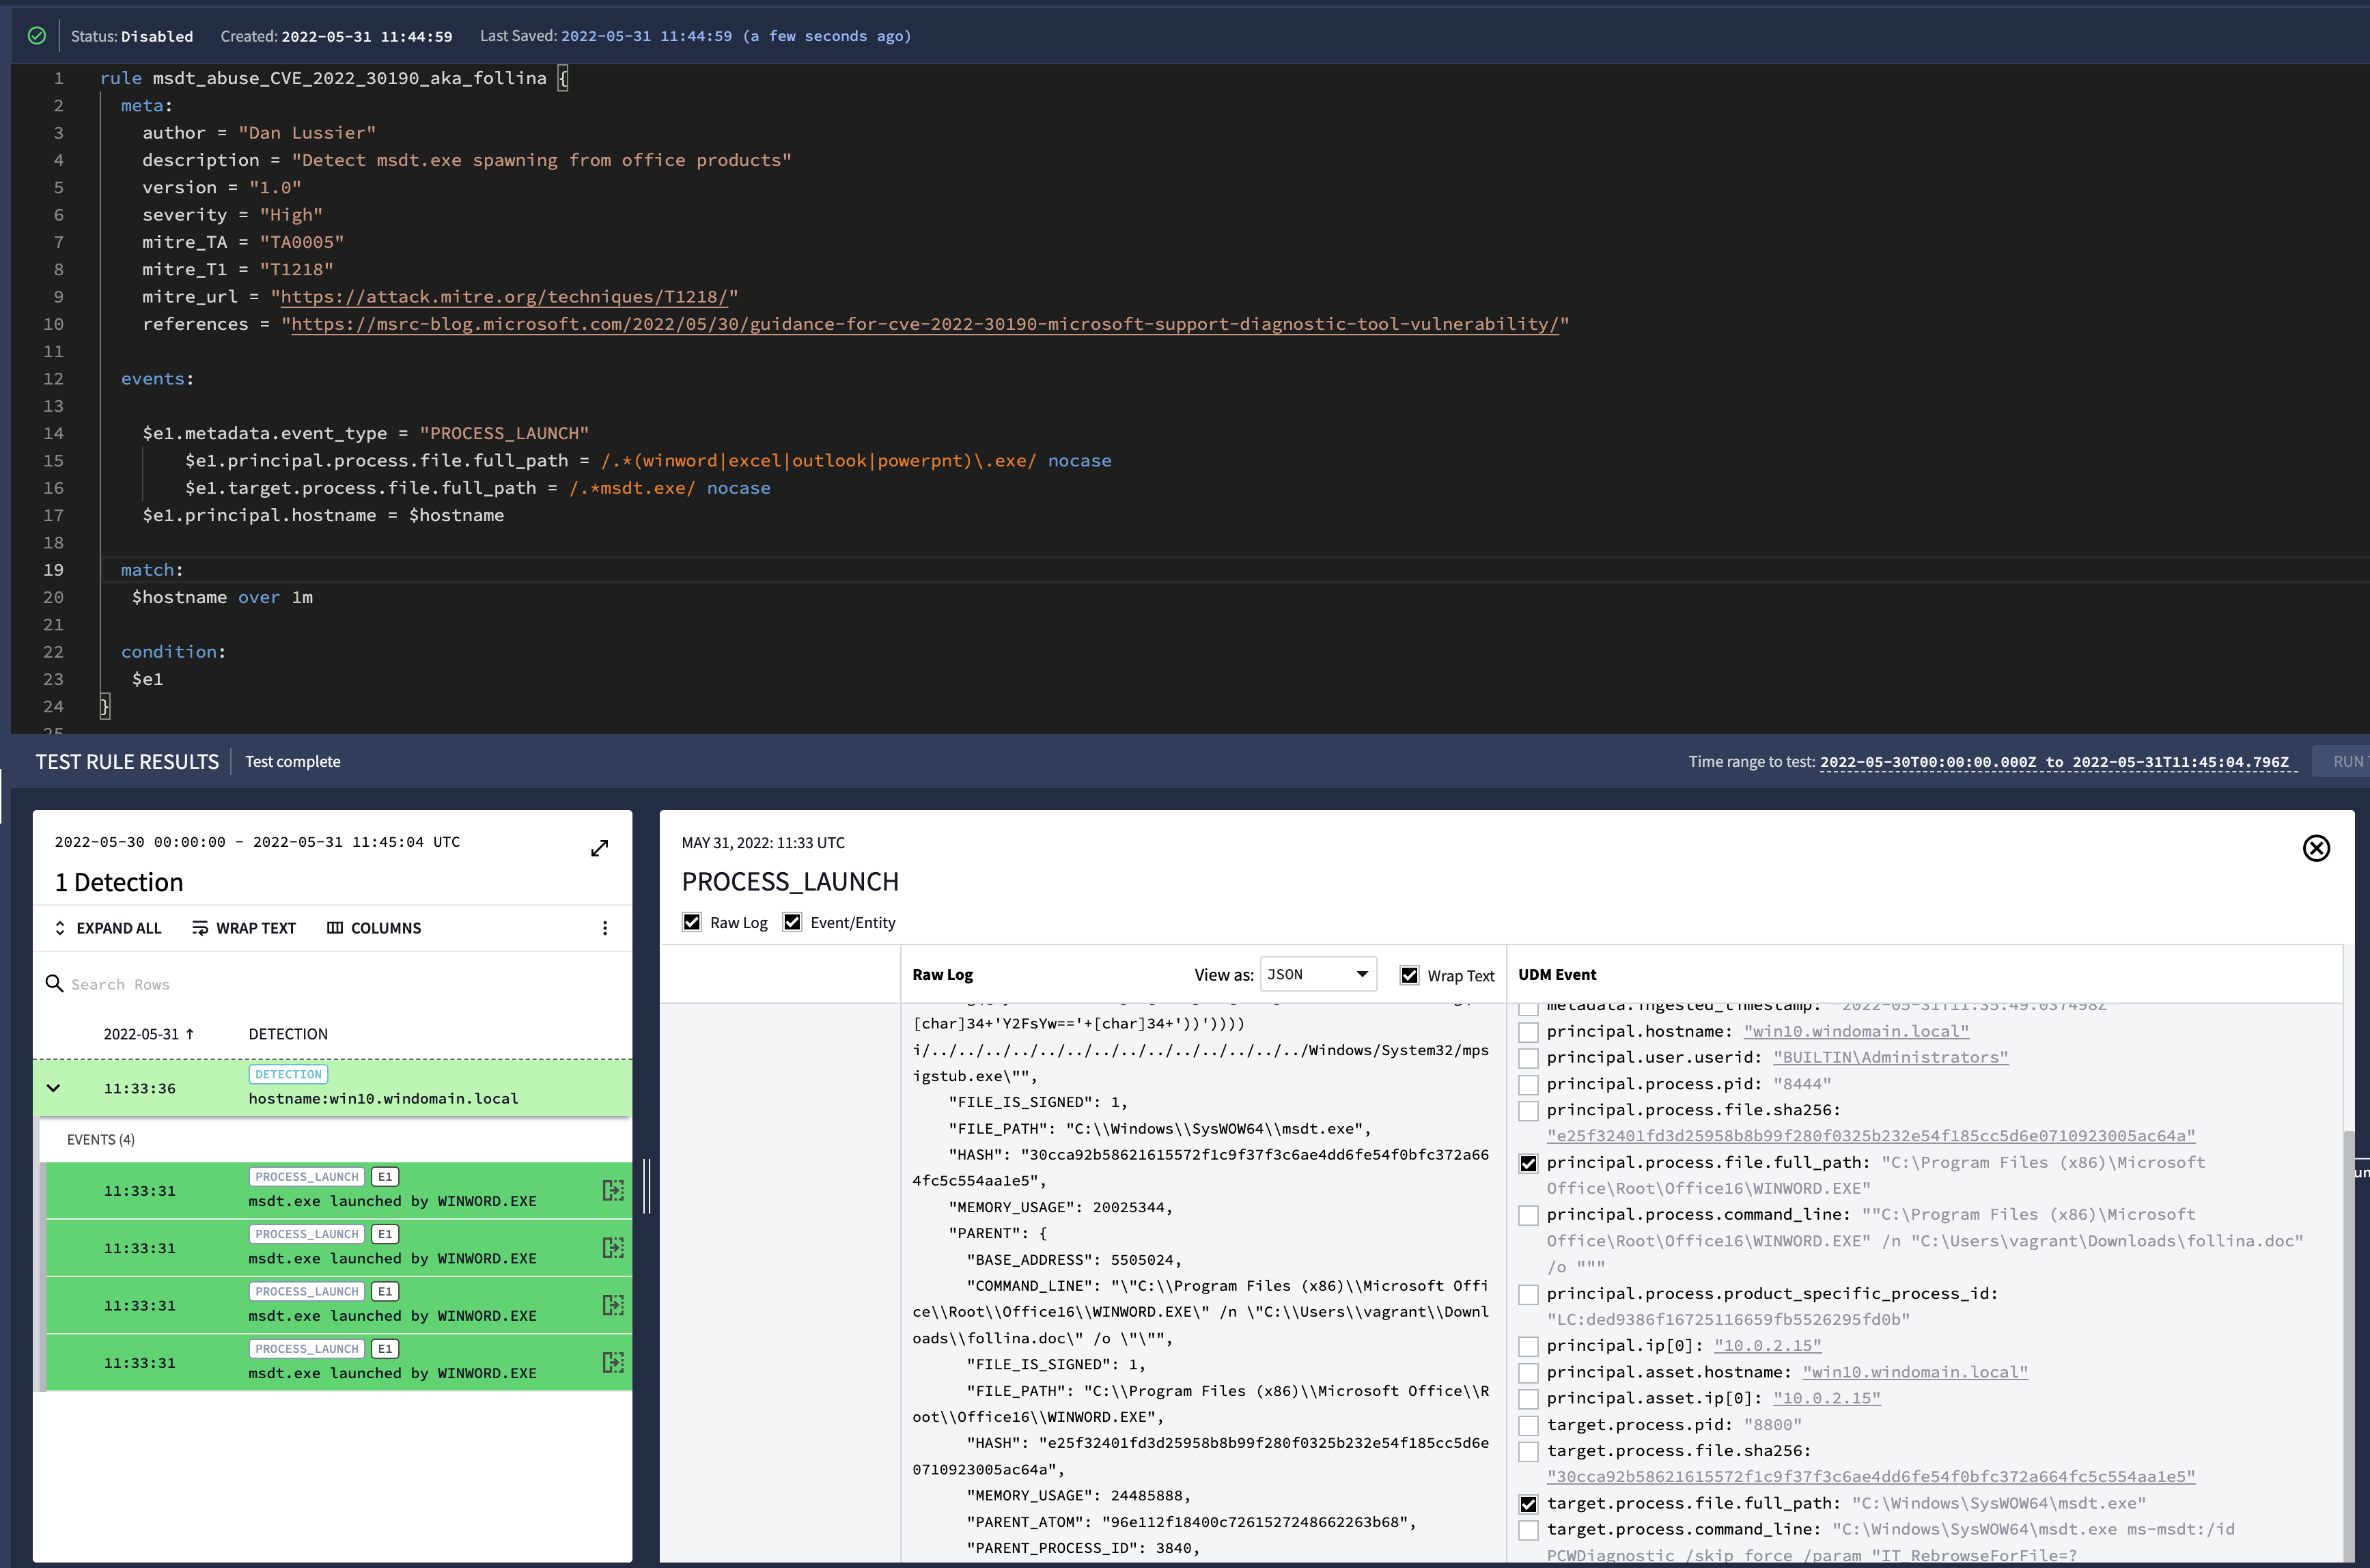 Status: Disabled Created: 2022-05-31 11:44:59 Last Saved: 2022-05-31 11:44:59 (a few seconds ago)
1 rule msdt_abuse_CVE_2022_30190_aka_follina {
2 meta:
3 author = "Dan Lussier"
4 description = "Detect msdt.exe spawning from office products"
5 version = "1.0"
6 severity = "High"
7 mitre_TA = "TA0005"
8 mitre_T1 = "T1218"
9 mitre_url = "https://attack.mitre.org/techniques/T1218/"
10 references = "https://msrc-blog.microsoft.com/2022/05/30/guidance-for-cve-2022-30190-microsoft-support-diagnostic-tool-vulnerability/"
11
12 events:
13
14 $e1.metadata.event_type = "PROCESS_LAUNCH"
15 $e1.principal.process.file.full_path = /.*(winword|excel|outlook|powerpnt)\.exe/ nocase
16 $e1.target.process.file.full_path = /.*msdt.exe/ nocase
17 $e1.principal.hostname = $hostname
18
19 match:
20 $hostname over 1m
21
22 condition:
23 $e1
24 }
25
TEST RULE RESULTS Test complete Time range to test: 2022-05-30T00:00:00.000Z to 2022-05-31T11:45:04.796Z RUN
2022-05-30 00:00:00 - 2022-05-31 11:45:04 UTC
1 Detection
EXPAND ALL WRAP TEXT COLUMNS
Search Rows
2022-05-31 ↑ DETECTION
11:33:36 DETECTION
hostname:win10.windomain.local
EVENTS (4)
11:33:31 PROCESS_LAUNCH E1
msdt.exe launched by WINWORD.EXE
11:33:31 PROCESS_LAUNCH E1
msdt.exe launched by WINWORD.EXE
11:33:31 PROCESS_LAUNCH E1
msdt.exe launched by WINWORD.EXE
11:33:31 PROCESS_LAUNCH E1
msdt.exe launched by WINWORD.EXE
MAY 31, 2022: 11:33 UTC
PROCESS_LAUNCH
Raw Log Event/Entity
Raw Log View as: JSON Wrap Text
[char]34+'Y2FsYw=='+[char]34+'))'))))
i/../../../../../../../../../../../../../../Windows/System32/mps
igstub.exe\"",
"FILE_IS_SIGNED": 1,
"FILE_PATH": "C:\\Windows\\SysWOW64\\msdt.exe",
"HASH": "30cca92b58621615572f1c9f37f3c6ae4dd6fe54f0bfc372a66
4fc5c554aa1e5",
"MEMORY_USAGE": 20025344,
"PARENT": {
"BASE_ADDRESS": 5505024,
"COMMAND_LINE": "\"C:\\Program Files (x86)\\Microsoft Offi
ce\\Root\\Office16\\WINWORD.EXE\" /n \"C:\\Users\\vagrant\\Downl
oads\\follina.doc\" /o \"\"",
"FILE_IS_SIGNED": 1,
"FILE_PATH": "C:\\Program Files (x86)\\Microsoft Office\\R
oot\\Office16\\WINWORD.EXE",
"HASH": "e25f32401fd3d25958b8b99f280f0325b232e54f185cc5d6e
0710923005ac64a",
"MEMORY_USAGE": 24485888,
"PARENT_ATOM": "96e112f18400c7261527248662263b68",
"PARENT_PROCESS_ID": 3840,
UDM Event
metadata.ingested_timestamp: "2022-05-31T11:35:49.037498Z"
principal.hostname: "win10.windomain.local"
principal.user.userid: "BUILTIN\Administrators"
principal.process.pid: "8444"
principal.process.file.sha256:
"e25f32401fd3d25958b8b99f280f0325b232e54f185cc5d6e0710923005ac64a"
principal.process.file.full_path: "C:\Program Files (x86)\Microsoft
Office\Root\Office16\WINWORD.EXE"
principal.process.command_line: ""C:\Program Files (x86)\Microsoft
Office\Root\Office16\WINWORD.EXE" /n "C:\Users\vagrant\Downloads\follina.doc"
/o """
principal.process.product_specific_process_id:
"LC:ded9386f16725116659fb5526295fd0b"
principal.ip[0]: "10.0.2.15"
principal.asset.hostname: "win10.windomain.local"
principal.asset.ip[0]: "10.0.2.15"
target.process.pid: "8800"
target.process.file.sha256:
"30cca92b58621615572f1c9f37f3c6ae4dd6fe54f0bfc372a664fc5c554aa1e5"
target.process.file.full_path: "C:\Windows\SysWOW64\msdt.exe"
target.process.command_line: "C:\Windows\SysWOW64\msdt.exe ms-msdt:/id
PCWDiagnostic /skip force /param "IT_RebrowseForFile=?